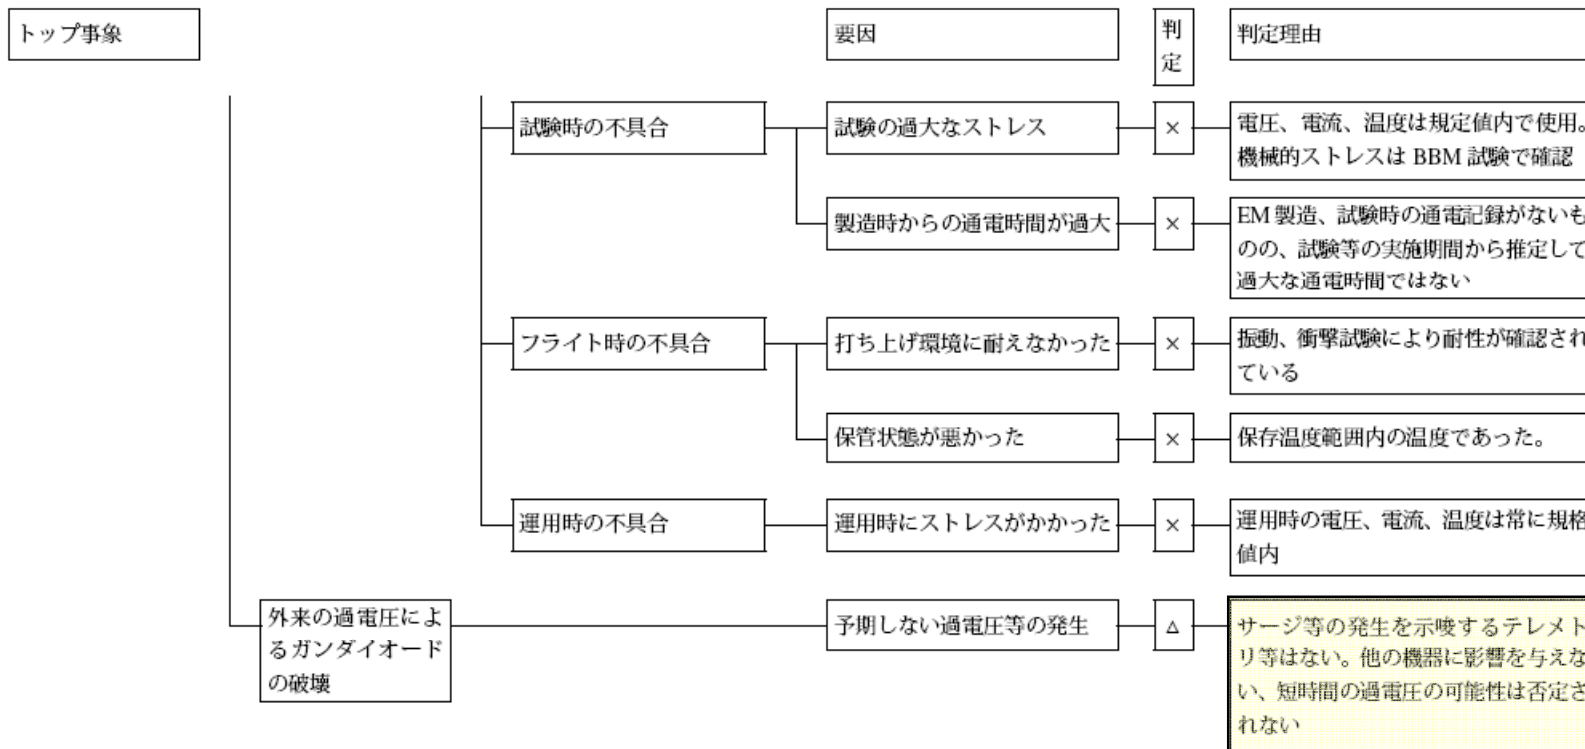 トップ事象
要因
判
定
判定理由
試験時の不具合
試験の過大なストレス
×
電圧、電流、温度は規定値内で使用。
機械的ストレスは BBM 試験で確認
製造時からの通電時間が過大
×
EM 製造、試験時の通電記録がないも
のの、試験等の実施期間から推定して
過大な通電時間ではない
フライト時の不具合
打ち上げ環境に耐えなかった
×
振動、衝撃試験により耐性が確認され
ている
保管状態が悪かった
×
保存温度範囲内の温度であった。
運用時の不具合
運用時にストレスがかかった
×
運用時の電圧、電流、温度は常に規格
値内
外来の過電圧によ
るガンダイオード
の破壊
予期しない過電圧等の発生
△
サージ等の発生を示唆するテレメト
リ等はない。他の機器に影響を与えな
い、短時間の過電圧の可能性は否定さ
れない